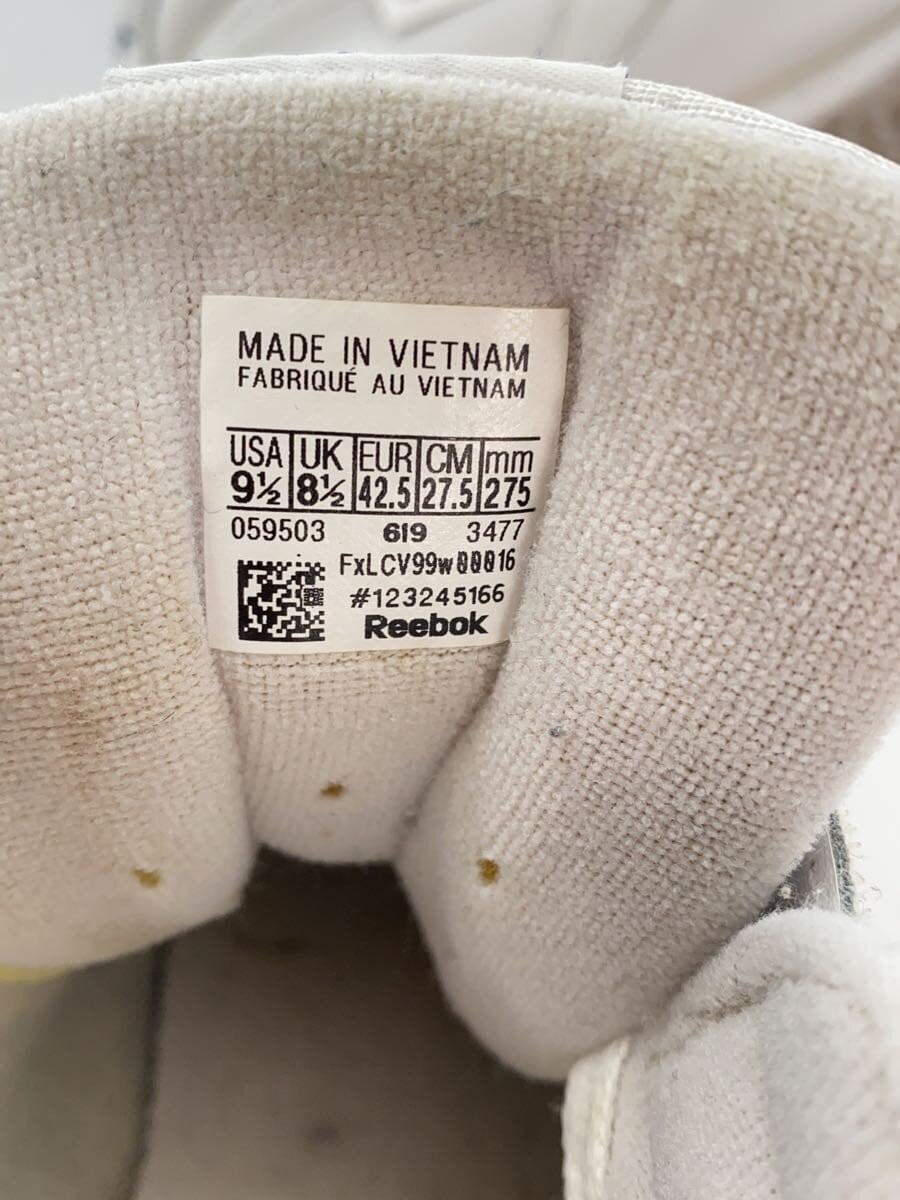 MADE IN VIETNAM
FABRIQUÉ AU VIETNAM
USA UK EUR CM mm
9½ 8½ 42.5 27.5 275
059503 619 3477
FxLCV99w00016
#123245166
Reebok